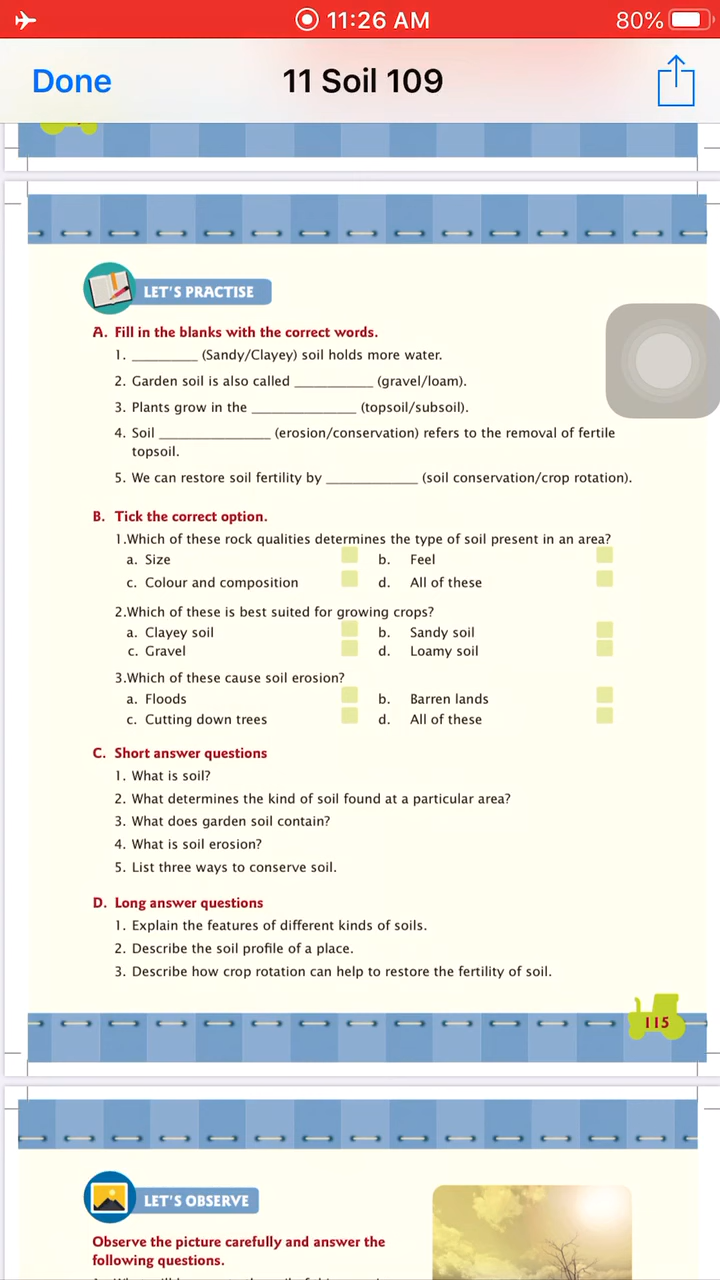 11:26 AM
80%
Done
11 Soil 109
LET'S PRACTISE
A. Fill in the blanks with the correct words.
1. _________ (Sandy/Clayey) soil holds more water.
2. Garden soil is also called ___________ (gravel/loam).
3. Plants grow in the ______________ (topsoil/subsoil).
4. Soil _______________ (erosion/conservation) refers to the removal of fertile
topsoil.
5. We can restore soil fertility by _____________ (soil conservation/crop rotation).
B. Tick the correct option.
1.Which of these rock qualities determines the type of soil present in an area?
a. Size b. Feel
c. Colour and composition d. All of these
2.Which of these is best suited for growing crops?
a. Clayey soil b. Sandy soil
c. Gravel d. Loamy soil
3.Which of these cause soil erosion?
a. Floods b. Barren lands
c. Cutting down trees d. All of these
C. Short answer questions
1. What is soil?
2. What determines the kind of soil found at a particular area?
3. What does garden soil contain?
4. What is soil erosion?
5. List three ways to conserve soil.
D. Long answer questions
1. Explain the features of different kinds of soils.
2. Describe the soil profile of a place.
3. Describe how crop rotation can help to restore the fertility of soil.
115
LET'S OBSERVE
Observe the picture carefully and answer the
following questions.